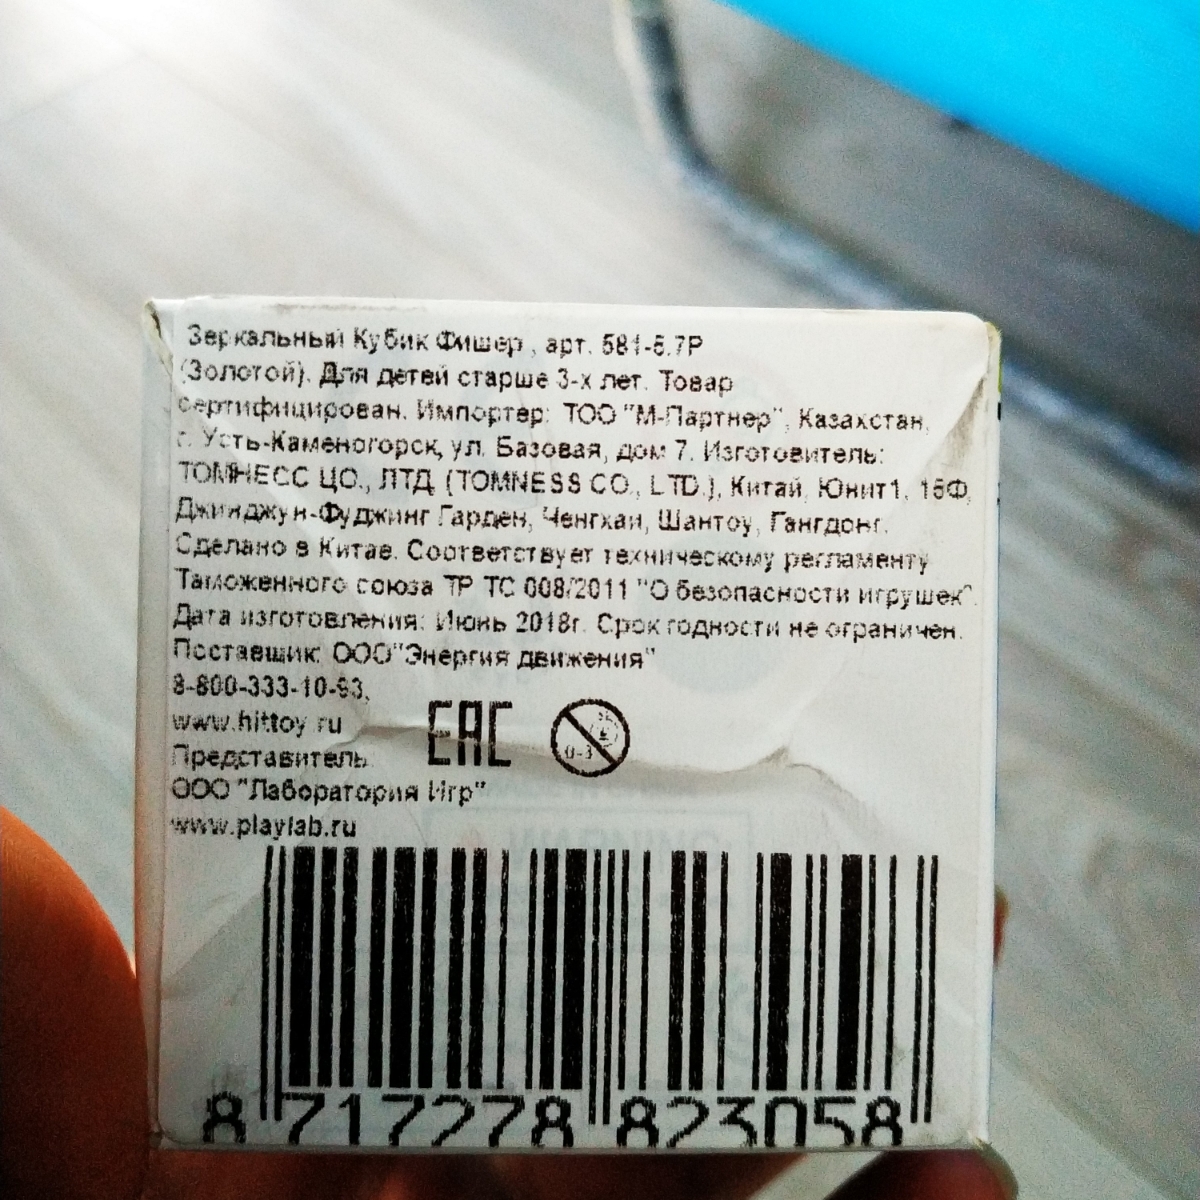 Зеркальный Кубик Фишер , арт. 581-5.7P
(Золотой). Для детей старше 3-х лет. Товар
сертифицирован. Импортер: ТОО "М-Партнер", Казахстан,
г. Усть-Каменогорск, ул. Базовая, дом 7. Изготовитель:
ТОМНЕСС ЦО., ЛТД. (TOMNESS CO., LTD.), Китай, Юнит1, 15Ф,
Джинджун-Фуджинг Гарден, Ченгхаи, Шантоу, Гангдонг.
Сделано в Китае. Соответствует техническому регламенту
Таможенного союза ТР ТС 008/2011 "О безопасности игрушек".
Дата изготовления: Июнь 2018г. Срок годности не ограничен.
Поставщик: ООО"Энергия движения"
8-800-333-10-93,
www.hittoy.ru
EAC
0-3
Представитель:
ООО "Лаборатория Игр"
www.playlab.ru
8 717278 823058